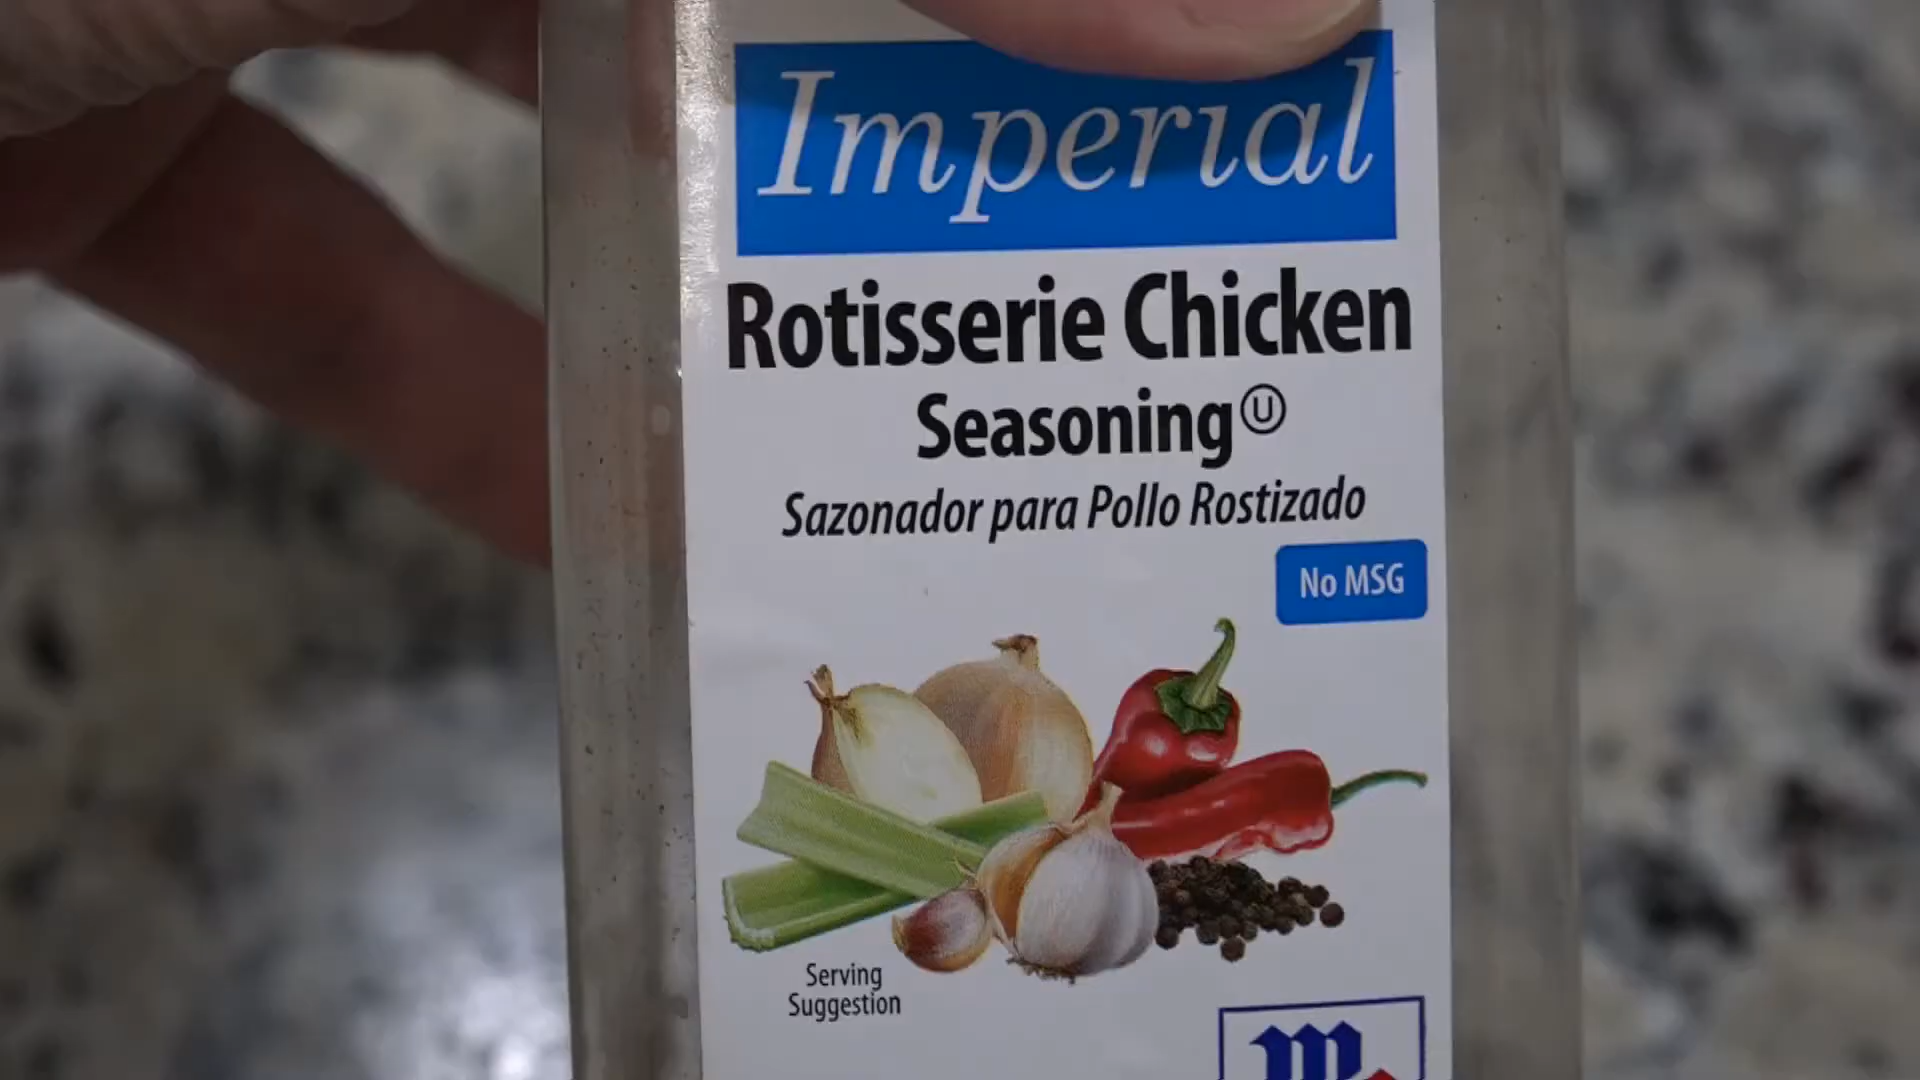 Imperial
Rotisserie Chicken
Seasoning Ⓤ
Sazonador para Pollo Rostizado
No MSG
Serving
Suggestion